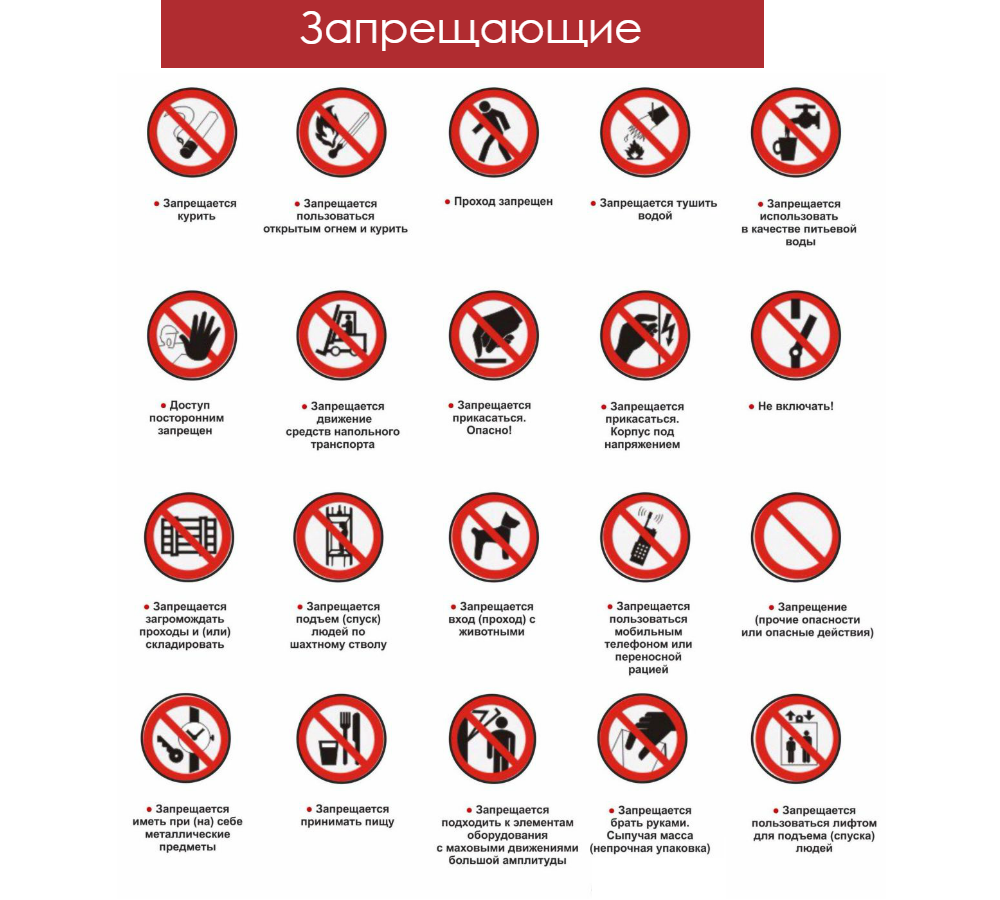 Запрещающие
• Запрещается
курить
• Запрещается
пользоваться
открытым огнем и курить
• Проход запрещен
• Запрещается тушить
водой
• Запрещается
использовать
в качестве питьевой
воды
• Доступ
посторонним
запрещен
• Запрещается
движение
средств напольного
транспорта
• Запрещается
прикасаться.
Опасно!
• Запрещается
прикасаться.
Корпус под
напряжением
• Не включать!
• Запрещается
загромождать
проходы и (или)
складировать
• Запрещается
подъем (спуск)
людей по
шахтному стволу
• Запрещается
вход (проход) с
животными
• Запрещается
пользоваться
мобильным
телефоном или
переносной
рацией
• Запрещение
(прочие опасности
или опасные действия)
• Запрещается
иметь при (на) себе
металлические
предметы
• Запрещается
принимать пищу
• Запрещается
подходить к элементам
оборудования
с маховыми движениями
большой амплитуды
• Запрещается
брать руками.
Сыпучая масса
(непрочная упаковка)
• Запрещается
пользоваться лифтом
для подъема (спуска)
людей